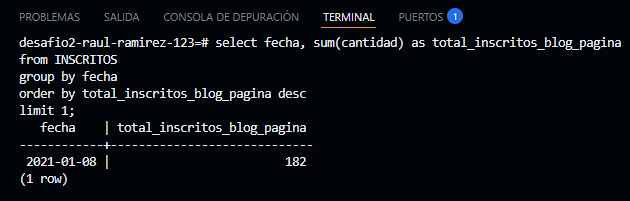 PROBLEMAS SALIDA CONSOLA DE DEPURACIÓN TERMINAL PUERTOS 1
desafio2-raul-ramirez-123=# select fecha, sum(cantidad) as total_inscritos_blog_pagina
from INSCRITOS
group by fecha
order by total_inscritos_blog_pagina desc
limit 1;
   fecha    | total_inscritos_blog_pagina
------------+-----------------------------
 2021-01-08 |                         182
(1 row)